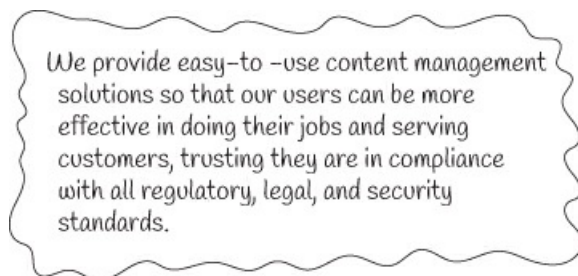 We provide easy-to -use content management
solutions so that our users can be more
effective in doing their jobs and serving
customers, trusting they are in compliance
with all regulatory, legal, and security
standards.